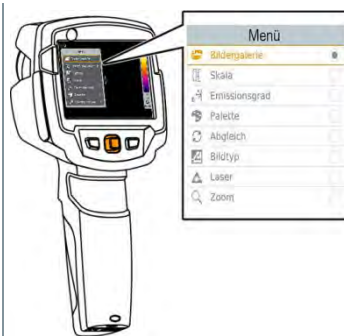 Menü
Bildergalerie
Skala
Emissionsgrad
Palette
Abgleich
Bildtyp
Laser
Zoom